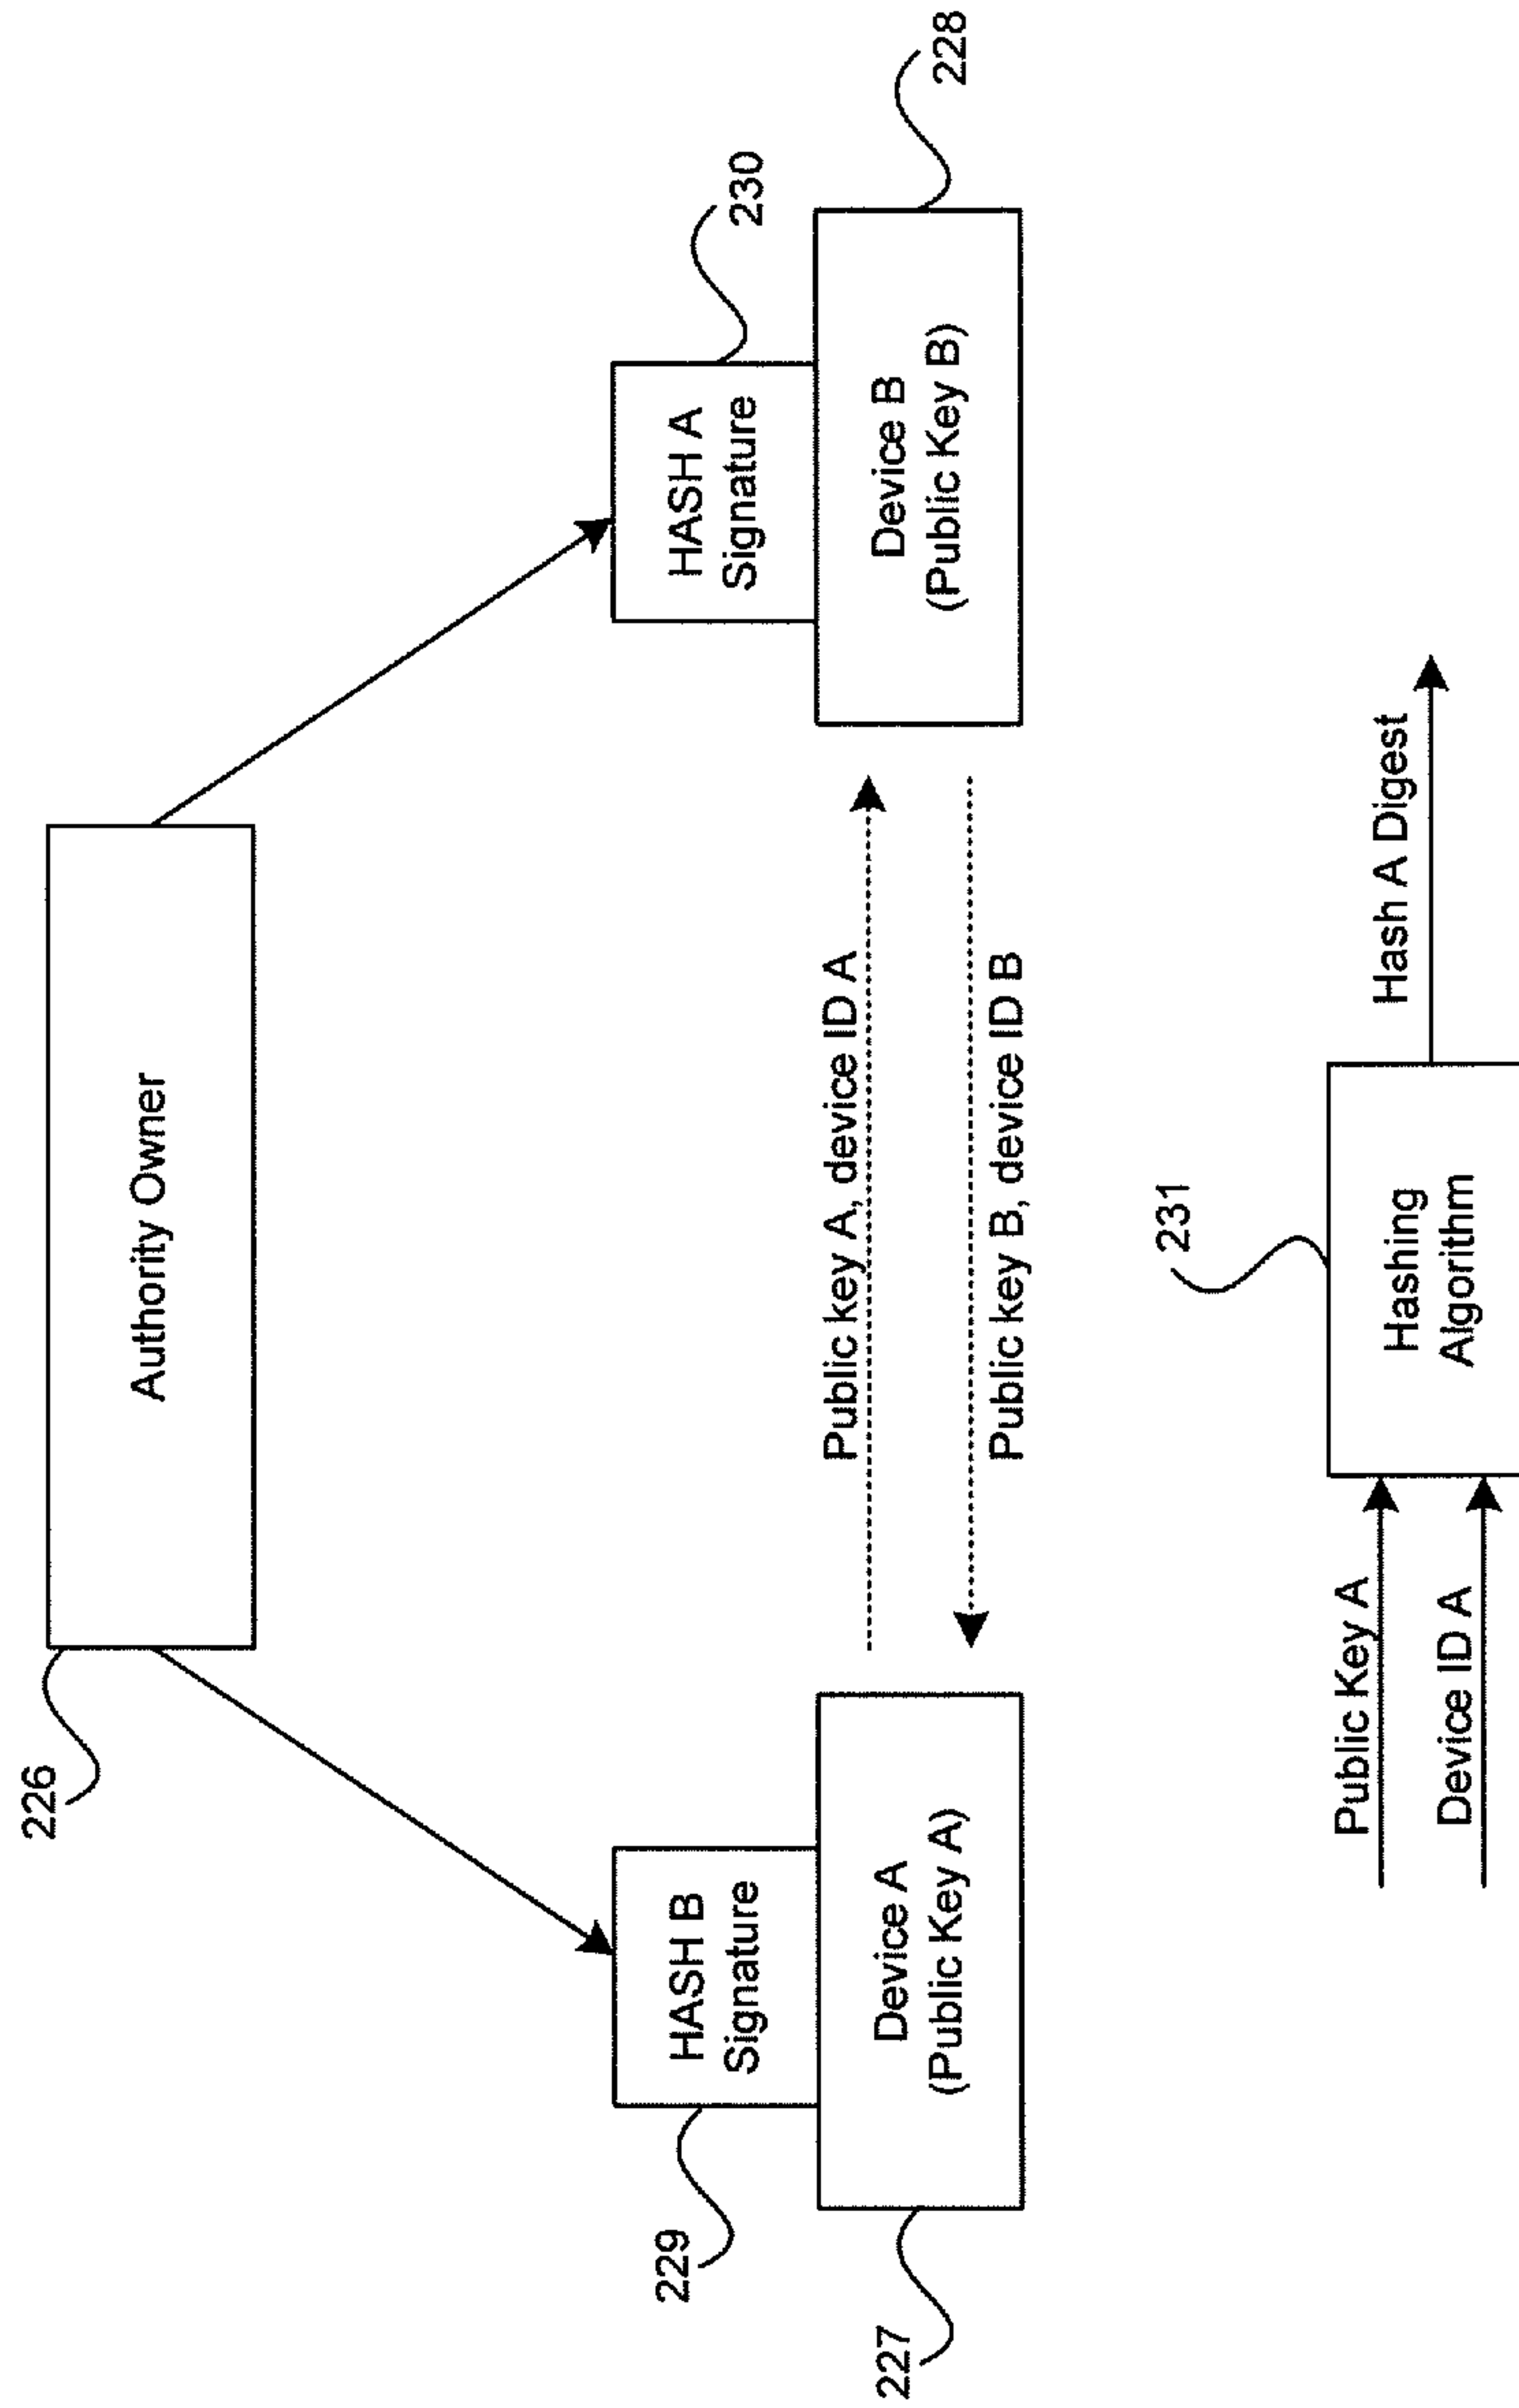 226
Authority Owner
229
HASH B
Signature
HASH A
Signature
230
227
Device A
(Public Key A)
Public key A, device ID A
Public key B, device ID B
Device B
(Public Key B)
228
231
Public Key A
Device ID A
Hashing
Algorithm
Hash A Digest